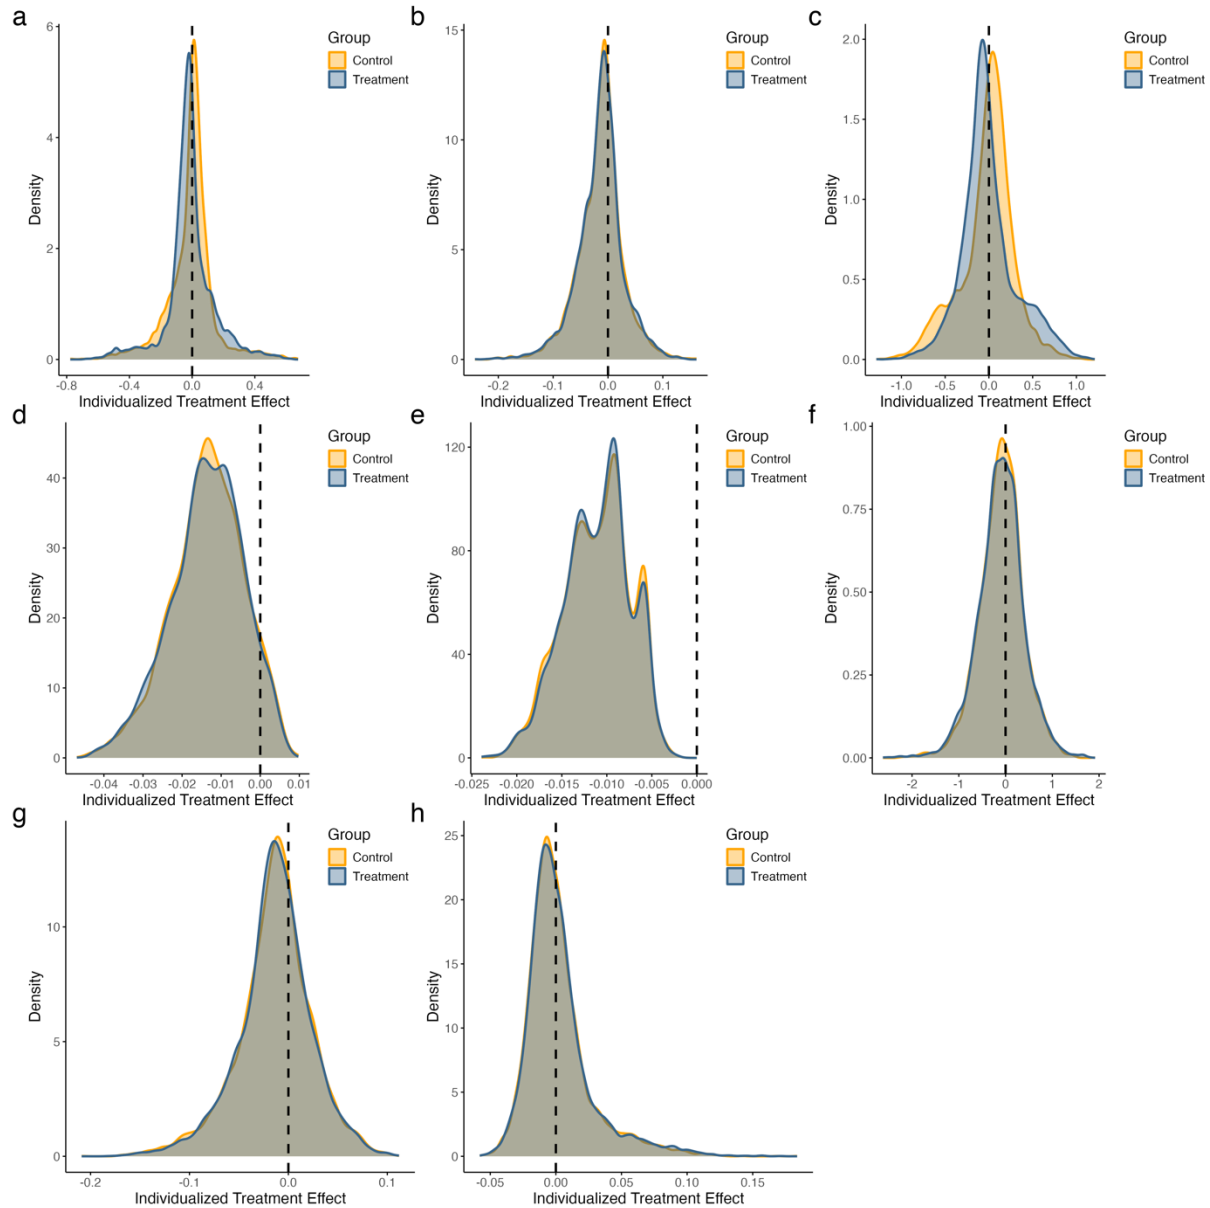 a
6
4
2
0
Density
-0.8
-0.4
0.0
0.4
Individualized Treatment Effect
Group
Control
Treatment
b
15
10
5
0
Density
-0.2
-0.1
0.0
0.1
Individualized Treatment Effect
Group
Control
Treatment
c
2.0
1.5
1.0
0.5
0.0
Density
-1.0
-0.5
0.0
0.5
1.0
Individualized Treatment Effect
Group
Control
Treatment
d
40
30
20
10
0
Density
-0.04
-0.03
-0.02
-0.01
0.00
0.01
Individualized Treatment Effect
Group
Control
Treatment
e
120
80
40
0
Density
-0.025
-0.020
-0.015
-0.010
-0.005
0.000
Individualized Treatment Effect
Group
Control
Treatment
f
1.00
0.75
0.50
0.25
0.00
Density
-2
-1
0
1
2
Individualized Treatment Effect
Group
Control
Treatment
g
10
5
0
Density
-0.2
-0.1
0.0
0.1
Individualized Treatment Effect
Group
Control
Treatment
h
25
20
15
10
5
0
Density
-0.05
0.00
0.05
0.10
0.15
Individualized Treatment Effect
Group
Control
Treatment